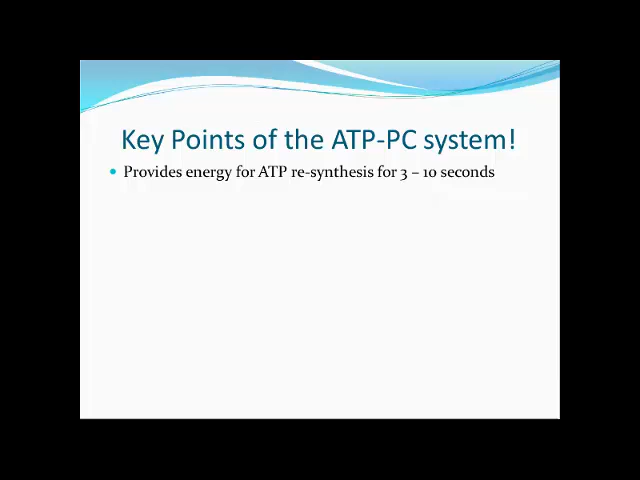 Key Points of the ATP-PC system!
• Provides energy for ATP re-synthesis for 3 – 10 seconds